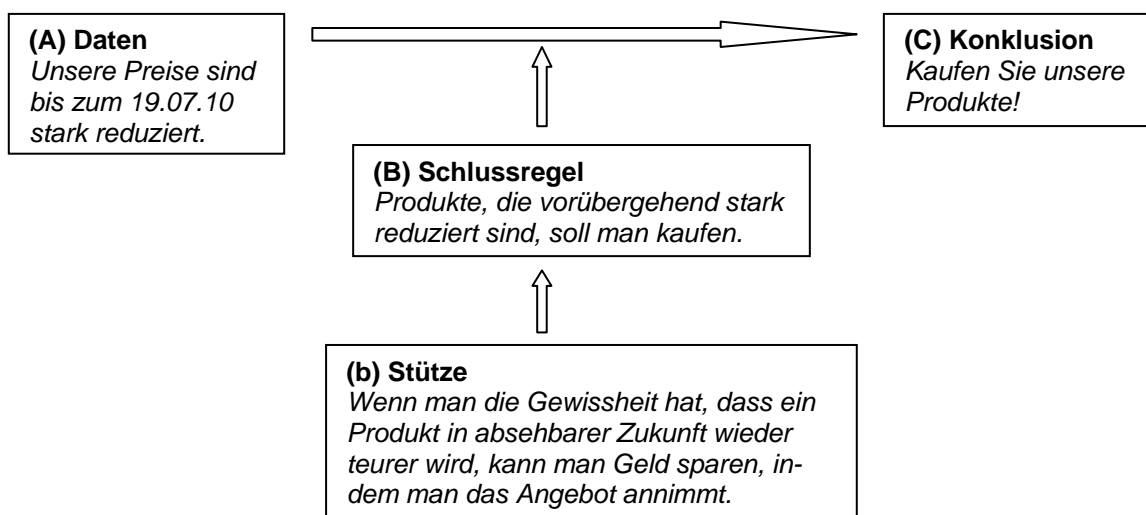 (A) Daten
Unsere Preise sind
bis zum 19.07.10
stark reduziert.
(C) Konklusion
Kaufen Sie unsere
Produkte!
(B) Schlussregel
Produkte, die vorübergehend stark
reduziert sind, soll man kaufen.
(b) Stütze
Wenn man die Gewissheit hat, dass ein
Produkt in absehbarer Zukunft wieder
teurer wird, kann man Geld sparen, in-
dem man das Angebot annimmt.